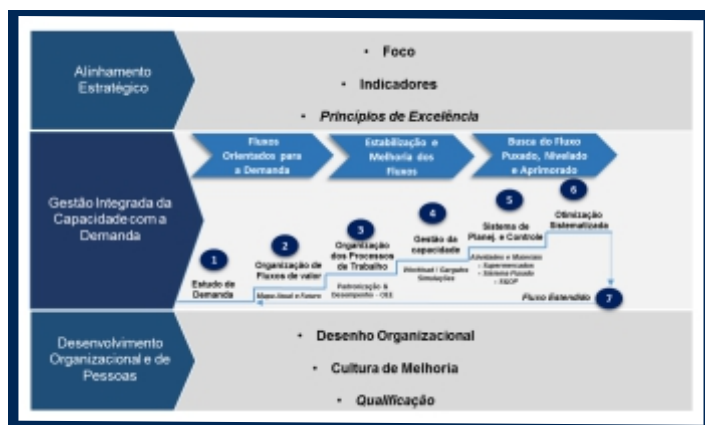 Alinhamento
Estratégico
• Foco
• Indicadores
• Princípios de Excelência
Gestão Integrada da
Capacidade com a
Demanda
Fluxos
Orientados para
a Demanda
Estabilização e
Melhoria dos
Fluxos
Busca do Fluxo
Puxado, Nivelado
e Aprimorado
1
Estudo de
Demanda
2
Organização de
Fluxos de valor
Mapa Atual e Futuro
3
Organização
dos Processos
de Trabalho
Padronização &
Desempenho - OEE
4
Gestão da
capacidade
Workload / Cargabo
Simulações
5
Sistema de
Planej. e Controle
Atividades e Materiais
- Supermercados
- Sistema Puxado
- S&OP
6
Otimização
Sistematizada
Fluxo Estendido
7
Desenvolvimento
Organizacional e de
Pessoas
• Desenho Organizacional
• Cultura de Melhoria
• Qualificação